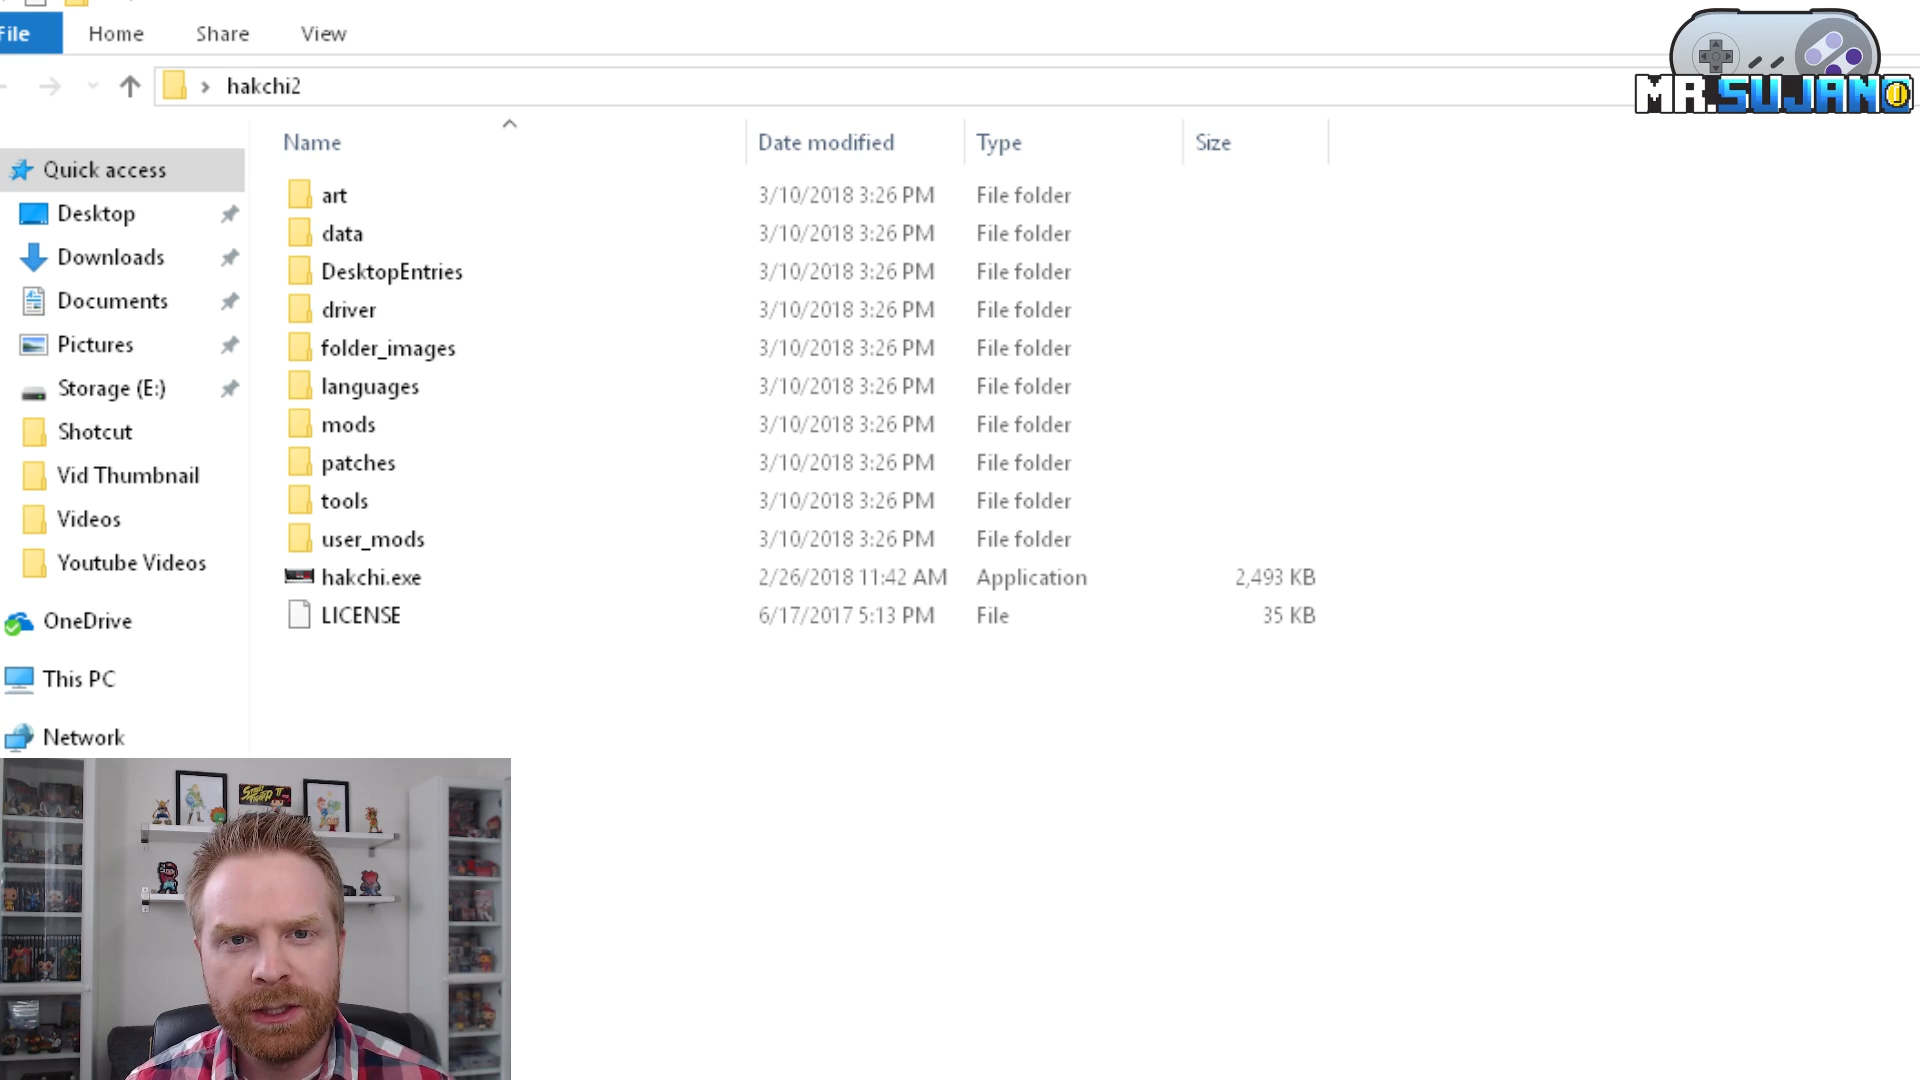 File Home Share View
hakchi2
MR.SUJANO
Name Date modified Type Size
Quick access
Desktop
Downloads
Documents
Pictures
Storage (E:)
Shotcut
Vid Thumbnail
Videos
Youtube Videos
OneDrive
This PC
Network
art 3/10/2018 3:26 PM File folder
data 3/10/2018 3:26 PM File folder
DesktopEntries 3/10/2018 3:26 PM File folder
driver 3/10/2018 3:26 PM File folder
folder_images 3/10/2018 3:26 PM File folder
languages 3/10/2018 3:26 PM File folder
mods 3/10/2018 3:26 PM File folder
patches 3/10/2018 3:26 PM File folder
tools 3/10/2018 3:26 PM File folder
user_mods 3/10/2018 3:26 PM File folder
hakchi.exe 2/26/2018 11:42 AM Application 2,493 KB
LICENSE 6/17/2017 5:13 PM File 35 KB
STREET
FIGHTER II